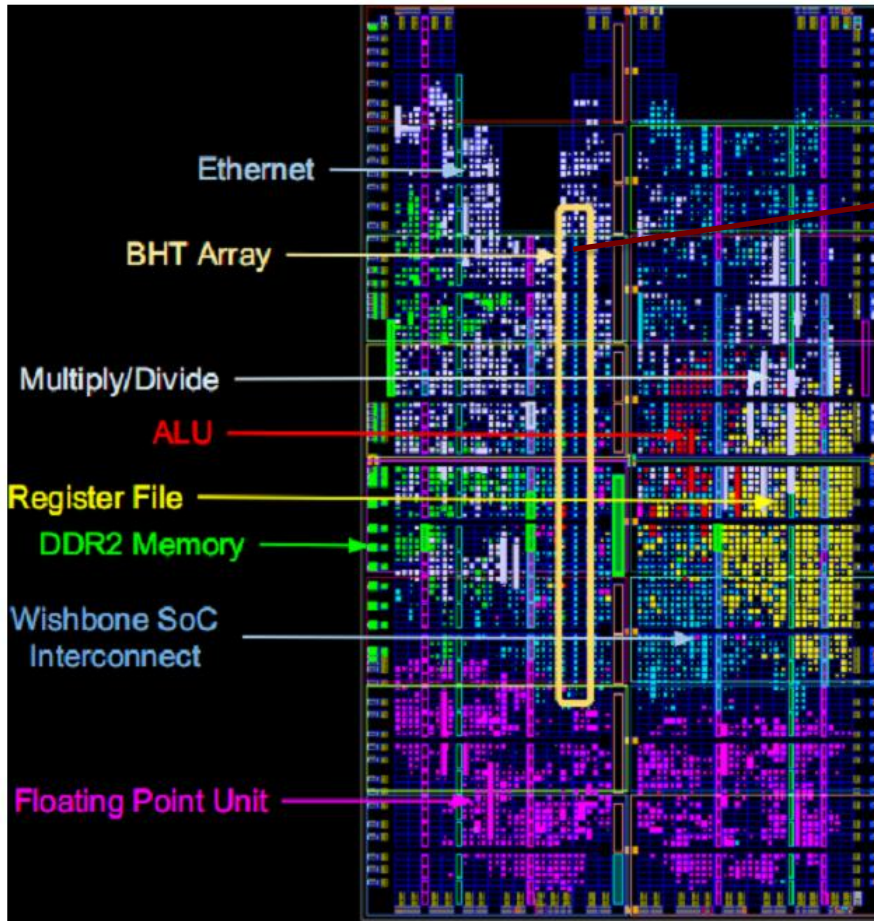 Ethernet
BHT Array
Multiply/Divide
ALU
Register File
DDR2 Memory
Wishbone SoC
Interconnect
Floating Point Unit